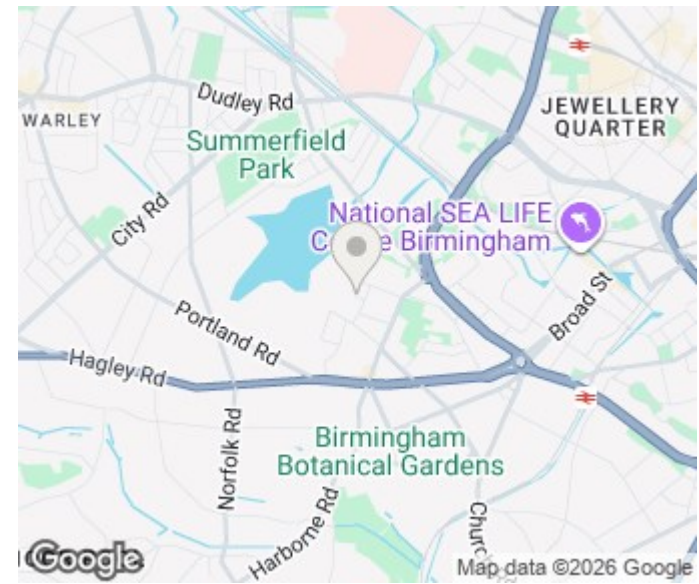 Dudley Rd
WARLEY
JEWELLERY
QUARTER
Summerfield
Park
City Rd
National SEA LIFE
Birmingham
Broad St
Portland Rd
Hagley Rd
Norfolk Rd
Birmingham
Botanical Gardens
Harborne Rd
Google
Map data ©2026 Google